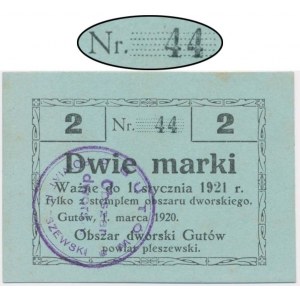 Nr. 44
2 Nr. 44 2
Dwie marki
Ważne do 1. stycznia 1921 r.
Tylko z stemplem obszaru dworskiego.
Gutów, 1. marca 1920.
Obszar dworski Gutów
powiat pleszewski.